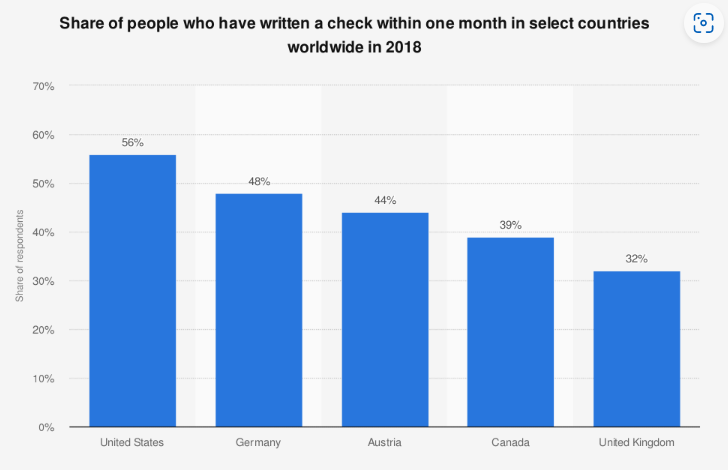 Share of people who have written a check within one month in select countries
worldwide in 2018
Share of respondents
70%
60%
50%
40%
30%
20%
10%
0%
56%
48%
44%
39%
32%
United States
Germany
Austria
Canada
United Kingdom